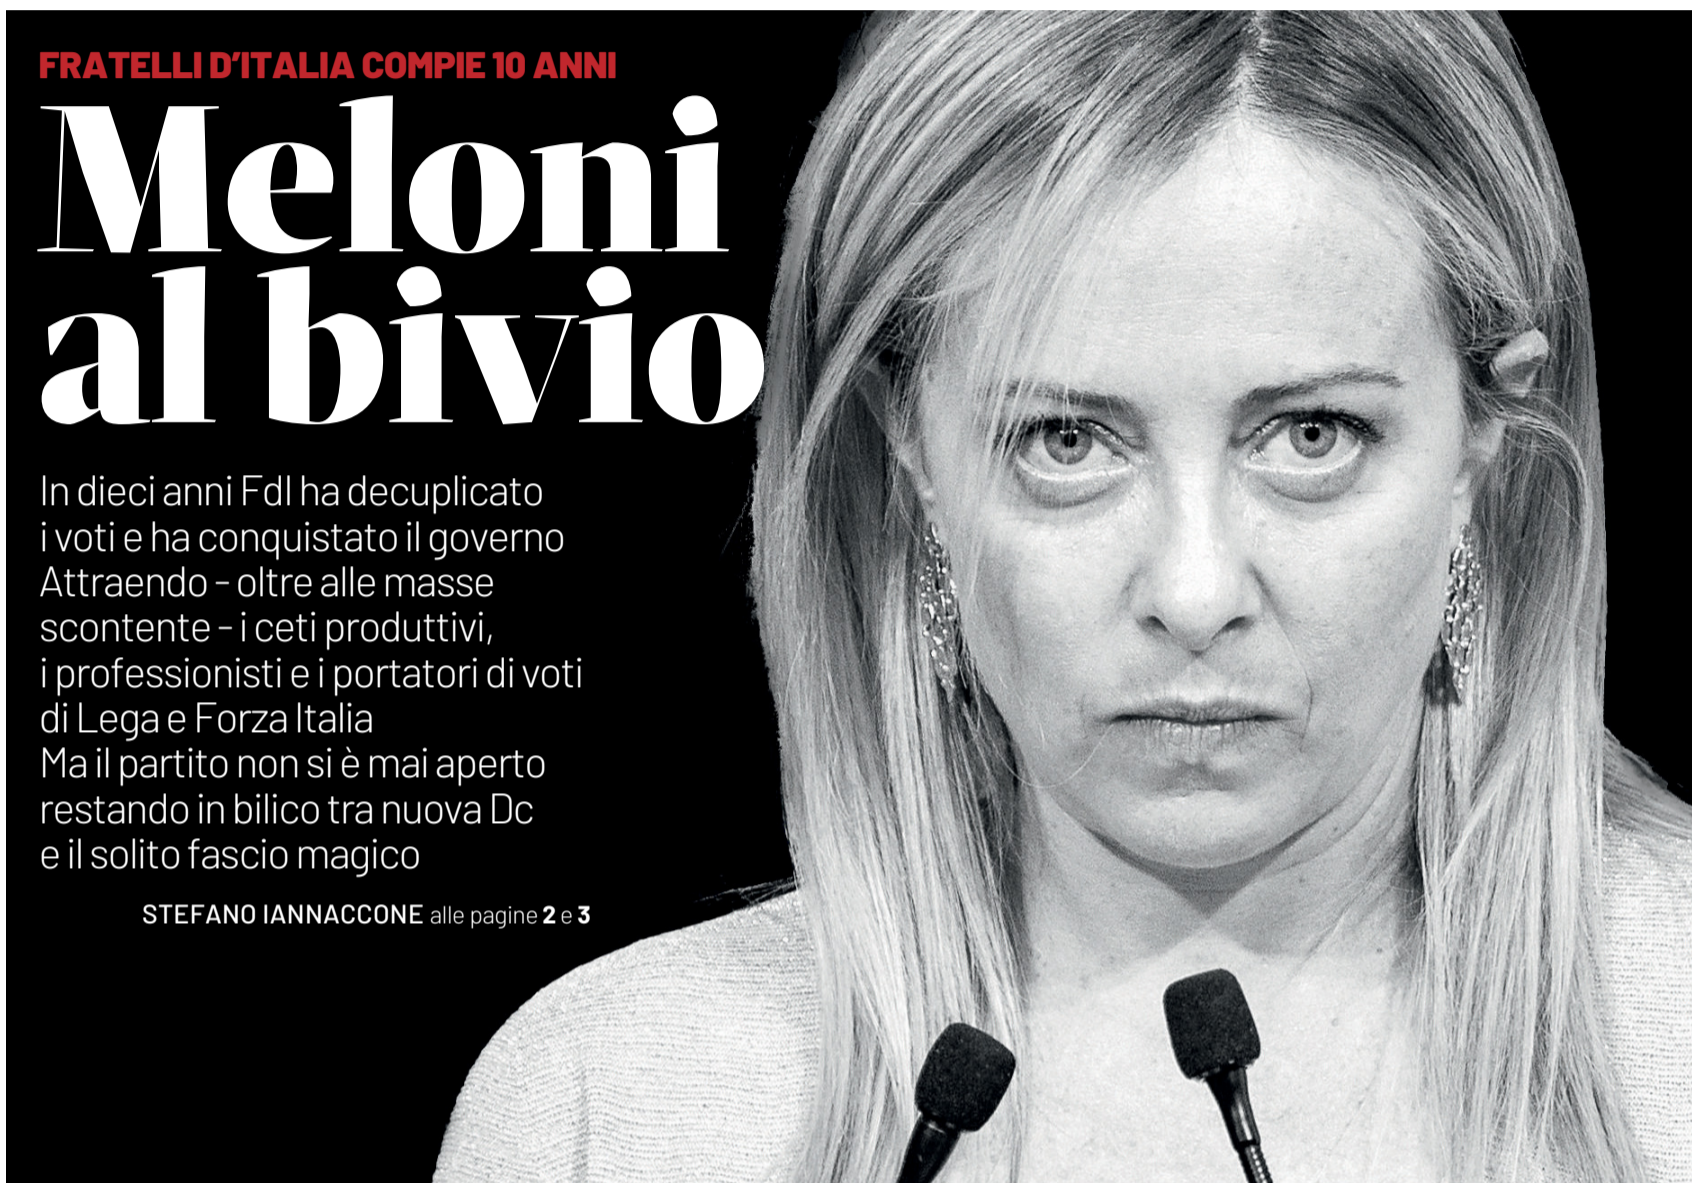 FRATELLI D'ITALIA COMPIE 10 ANNI
Meloni
al bivio
In dieci anni FdI ha decuplicato
i voti e ha conquistato il governo
Attraendo - oltre alle masse
scontente - i ceti produttivi,
i professionisti e i portatori di voti
di Lega e Forza Italia
Ma il partito non si è mai aperto
restando in bilico tra nuova Dc
e il solito fascio magico
STEFANO IANNACCONE alle pagine 2 e 3